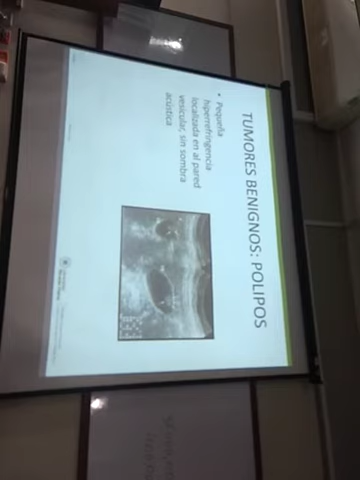 TUMORES BENIGNOS: POLIPOS
• Pequeña
hiperrefringencia
localizada en al pared
vesicular, sin sombra
acústica